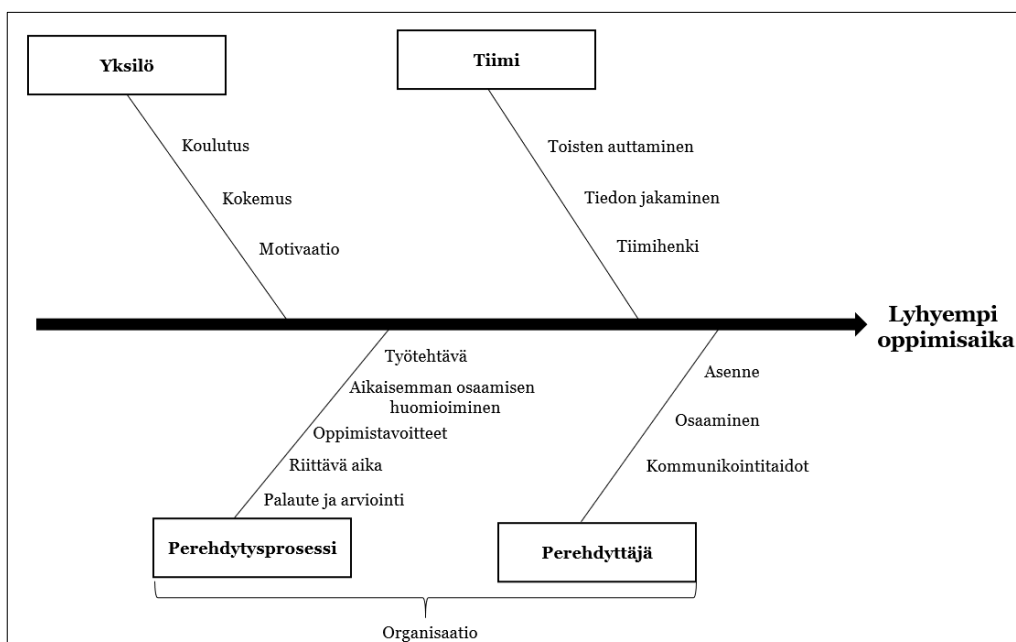 Yksilö
Tiimi
Koulutus
Kokemus
Motivaatio
Toisten auttaminen
Tiedon jakaminen
Tiimihenki
Lyhyempi
oppimisaika
Työtehtävä
Aikaisemman osaamisen
huomioiminen
Oppimistavoitteet
Riittävä aika
Palaute ja arviointi
Asenne
Osaaminen
Kommunikointitaidot
Perehdytysprosessi
Perehdyttäjä
Organisaatio